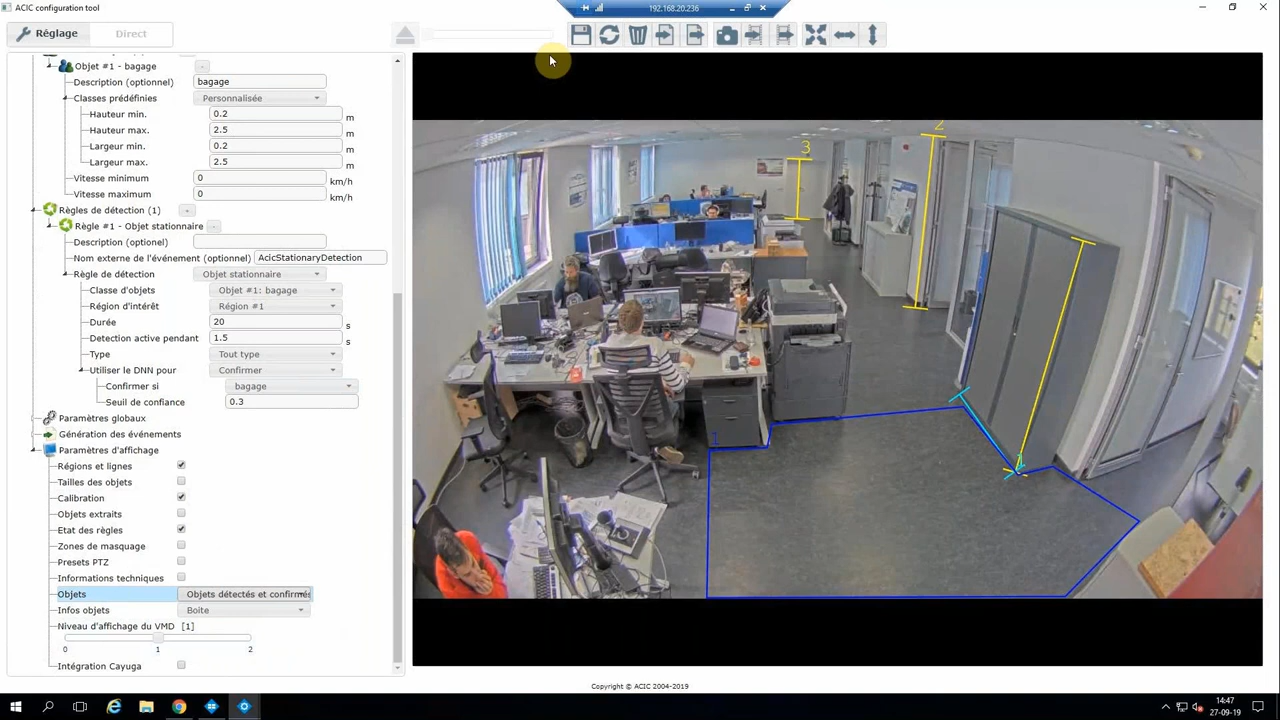 ACIC configuration tool
192.168.20.236
Réglage
Direct
Objet #1 - bagage
Description (optionnel)
bagage
Classes prédéfinies
Personnalisée
Hauteur min.
0.2
m
Hauteur max.
2.5
m
Largeur min.
0.2
m
Largeur max.
2.5
m
Vitesse minimum
0
km/h
Vitesse maximum
0
km/h
Règles de détection (1)
Règle #1 - Objet stationnaire
Description (optionel)
Nom externe de l'événement (optionnel)
AcicStationaryDetection
Règle de détection
Objet stationnaire
Classe d'objets
Objet #1: bagage
Région d'intérêt
Région #1
Durée
20
s
Detection active pendant
1.5
s
Type
Tout type
Utiliser le DNN pour
Confirmer
Confirmer si
bagage
Seuil de confiance
0.3
Paramètres globaux
Génération des événements
Paramètres d'affichage
Régions et lignes
Tailles des objets
Calibration
Objets extraits
Etat des règles
Zones de masquage
Presets PTZ
Informations techniques
Objets
Objets détectés et confirmés
Infos objets
Boite
Niveau d'affichage du VMD [1]
0
1
2
Intégration Cayuga
3
2
1
1
Copyright © ACIC 2004-2019
14:47
27-09-19